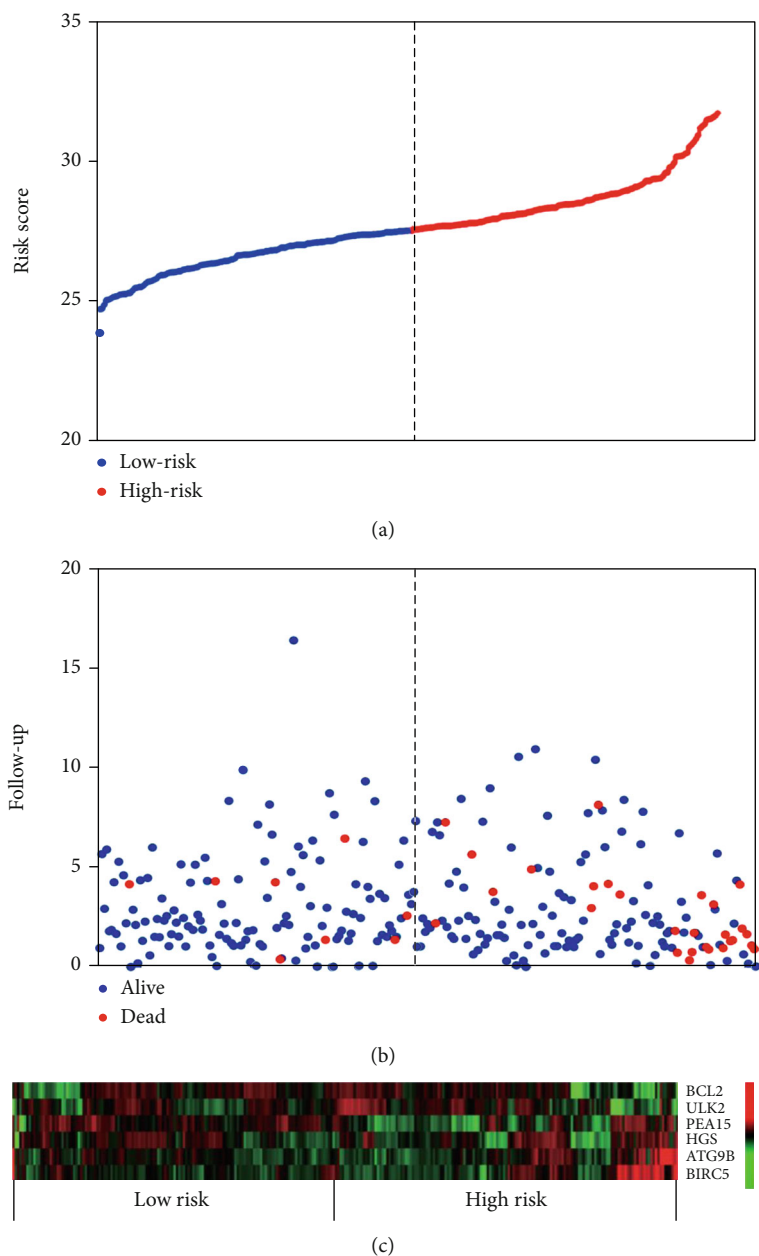 35
30
25
20
Risk score
Low-risk
High-risk
(a)
20
15
10
5
0
Follow-up
Alive
Dead
(b)
BCL2
ULK2
PEA15
HGS
ATG9B
BIRC5
Low risk
High risk
(c)